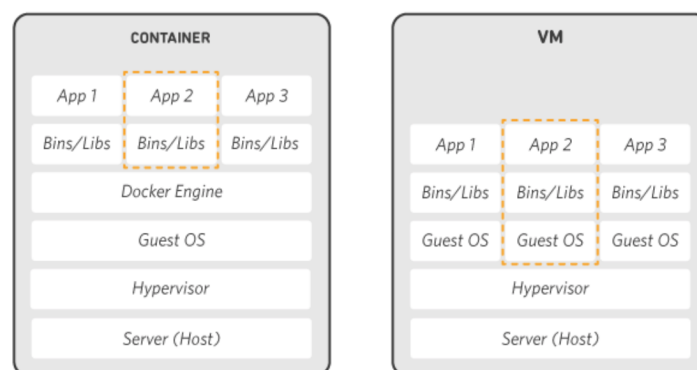 CONTAINER
App 1 App 2 App 3
Bins/Libs Bins/Libs Bins/Libs
Docker Engine
Guest OS
Hypervisor
Server (Host)
VM
App 1 App 2 App 3
Bins/Libs Bins/Libs Bins/Libs
Guest OS Guest OS Guest OS
Hypervisor
Server (Host)